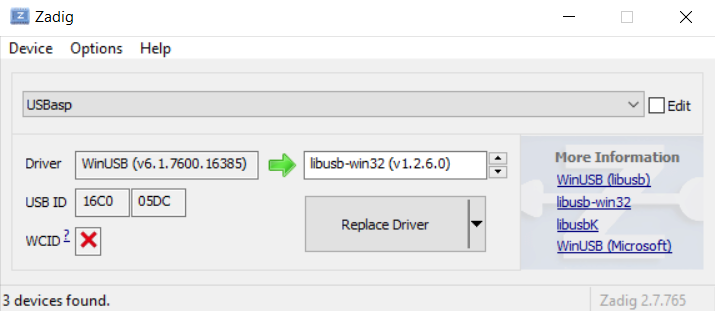 Zadig
Device Options Help
USBasp
Edit
Driver WinUSB (v6.1.7600.16385) libusb-win32 (v1.2.6.0)
USB ID 16C0 05DC
WCID ?
Replace Driver
More Information
WinUSB (libusb)
libusb-win32
libusbK
WinUSB (Microsoft)
3 devices found.
Zadig 2.7.765